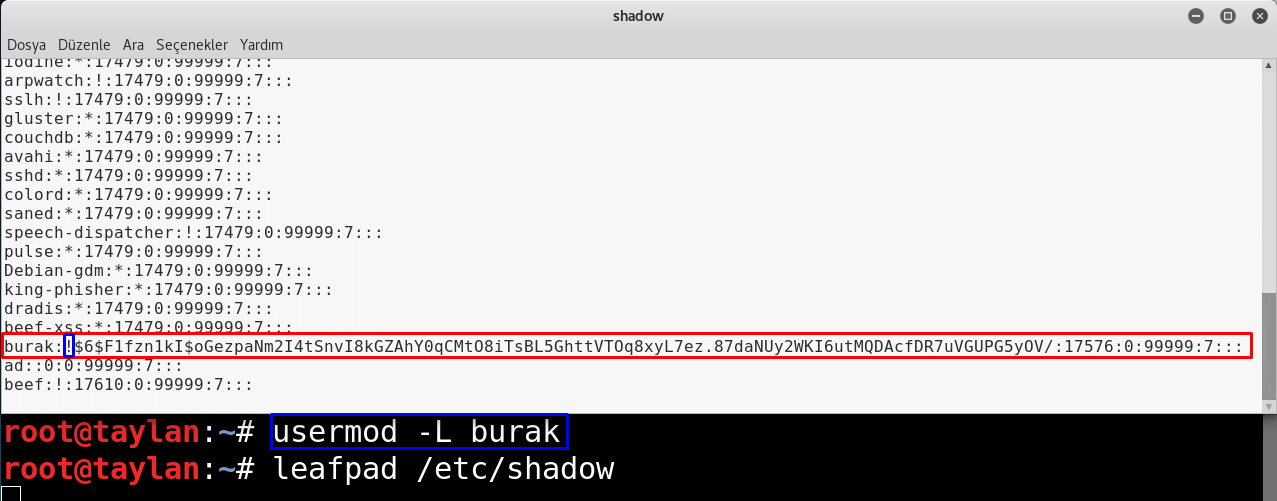 shadow
Dosya Düzenle Ara Seçenekler Yardım
iodine:*:17479:0:99999:7:::
arpwatch:!:17479:0:99999:7:::
sslh:!:17479:0:99999:7:::
gluster:*:17479:0:99999:7:::
couchdb:*:17479:0:99999:7:::
avahi:*:17479:0:99999:7:::
sshd:*:17479:0:99999:7:::
colord:*:17479:0:99999:7:::
saned:*:17479:0:99999:7:::
speech-dispatcher:!:17479:0:99999:7:::
pulse:*:17479:0:99999:7:::
Debian-gdm:*:17479:0:99999:7:::
king-phisher:*:17479:0:99999:7:::
dradis:*:17479:0:99999:7:::
beef-xss:*:17479:0:99999:7:::
burak:!$6$F1fzn1kI$oGezpaNm2I4tSnvI8kGZAhY0qCMtO8iTsBL5GhttVTOq8xyL7ez.87daNUy2WKI6utMQDAcfDR7uVGUPG5yOV/:17576:0:99999:7:::
ad::0:0:99999:7:::
beef:!:17610:0:99999:7:::
root@taylan:~# usermod -L burak
root@taylan:~# leafpad /etc/shadow